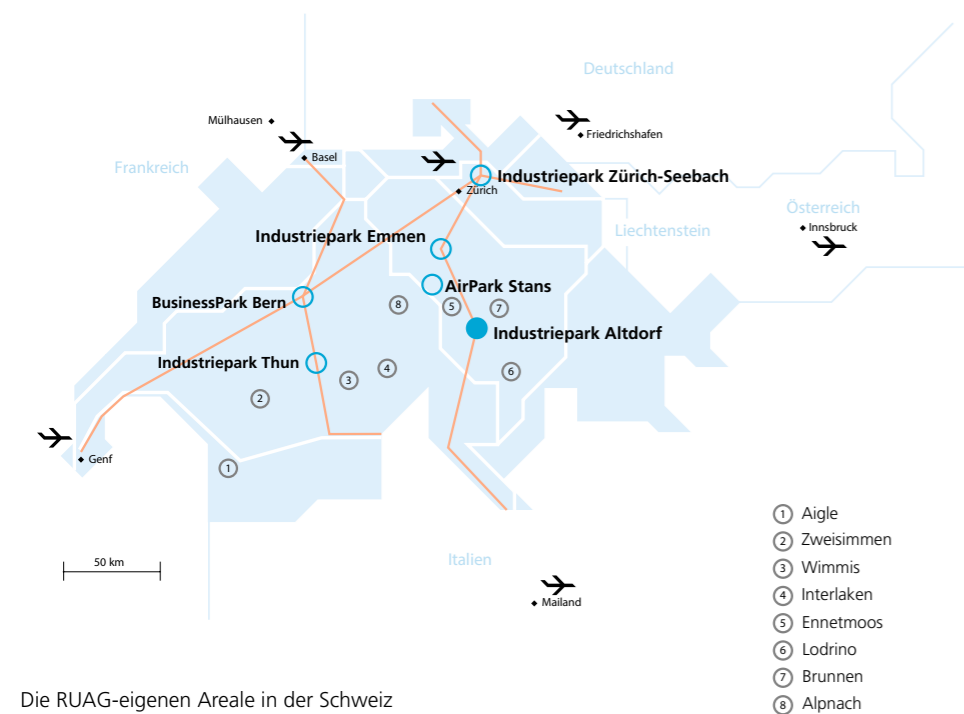 Deutschland
Mülhausen
Friedrichshafen
Basel
Frankreich
Industriepark Zürich-Seebach
Zürich
Österreich
Innsbruck
Liechtenstein
Industriepark Emmen
AirPark Stans
BusinessPark Bern
8
5
7
Industriepark Altdorf
Industriepark Thun
4
6
3
2
Genf
1
50 km
Italien
Mailand
1 Aigle
2 Zweisimmen
3 Wimmis
4 Interlaken
5 Ennetmoos
6 Lodrino
7 Brunnen
8 Alpnach
Die RUAG-eigenen Areale in der Schweiz